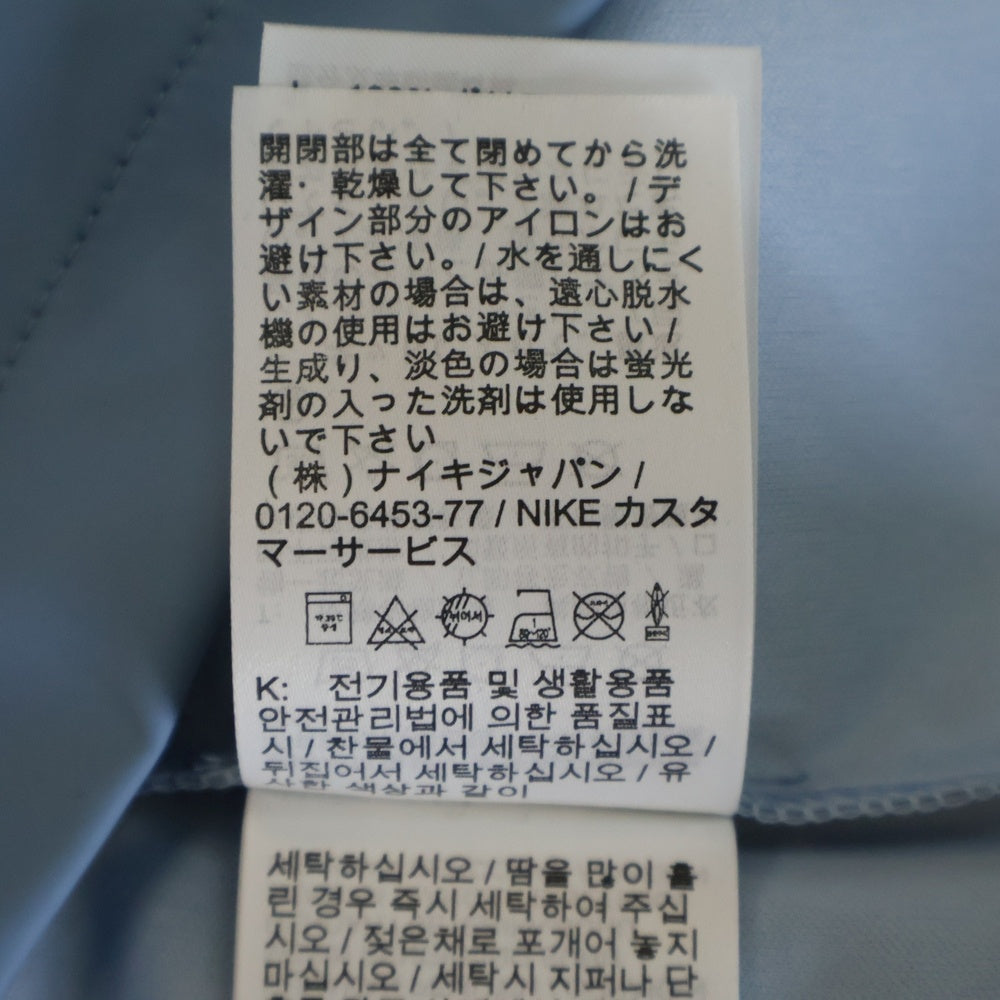 開閉部は全て閉めてから洗
濯・乾燥して下さい。/デ
ザイン部分のアイロンはお
避け下さい。/水を通しにく
い素材の場合は、遠心脱水
機の使用はお避け下さい/
生成り、淡色の場合は蛍光
剤の入った洗剤は使用しな
いで下さい
(株)ナイキジャパン/
0120-6453-77 / NIKE カスタ
マーサービス
K: 전기용품 및 생활용품
안전관리법에 의한 품질표
시 / 찬물에서 세탁하십시오 /
뒤집어서 세탁하십시오 / 유
사한 색상과 같이
세탁하십시오 / 땀을 많이 흘
린 경우 즉시 세탁하여 주십
시오 / 젖은채로 포개어 놓지
마십시오 / 세탁시 지퍼나 단